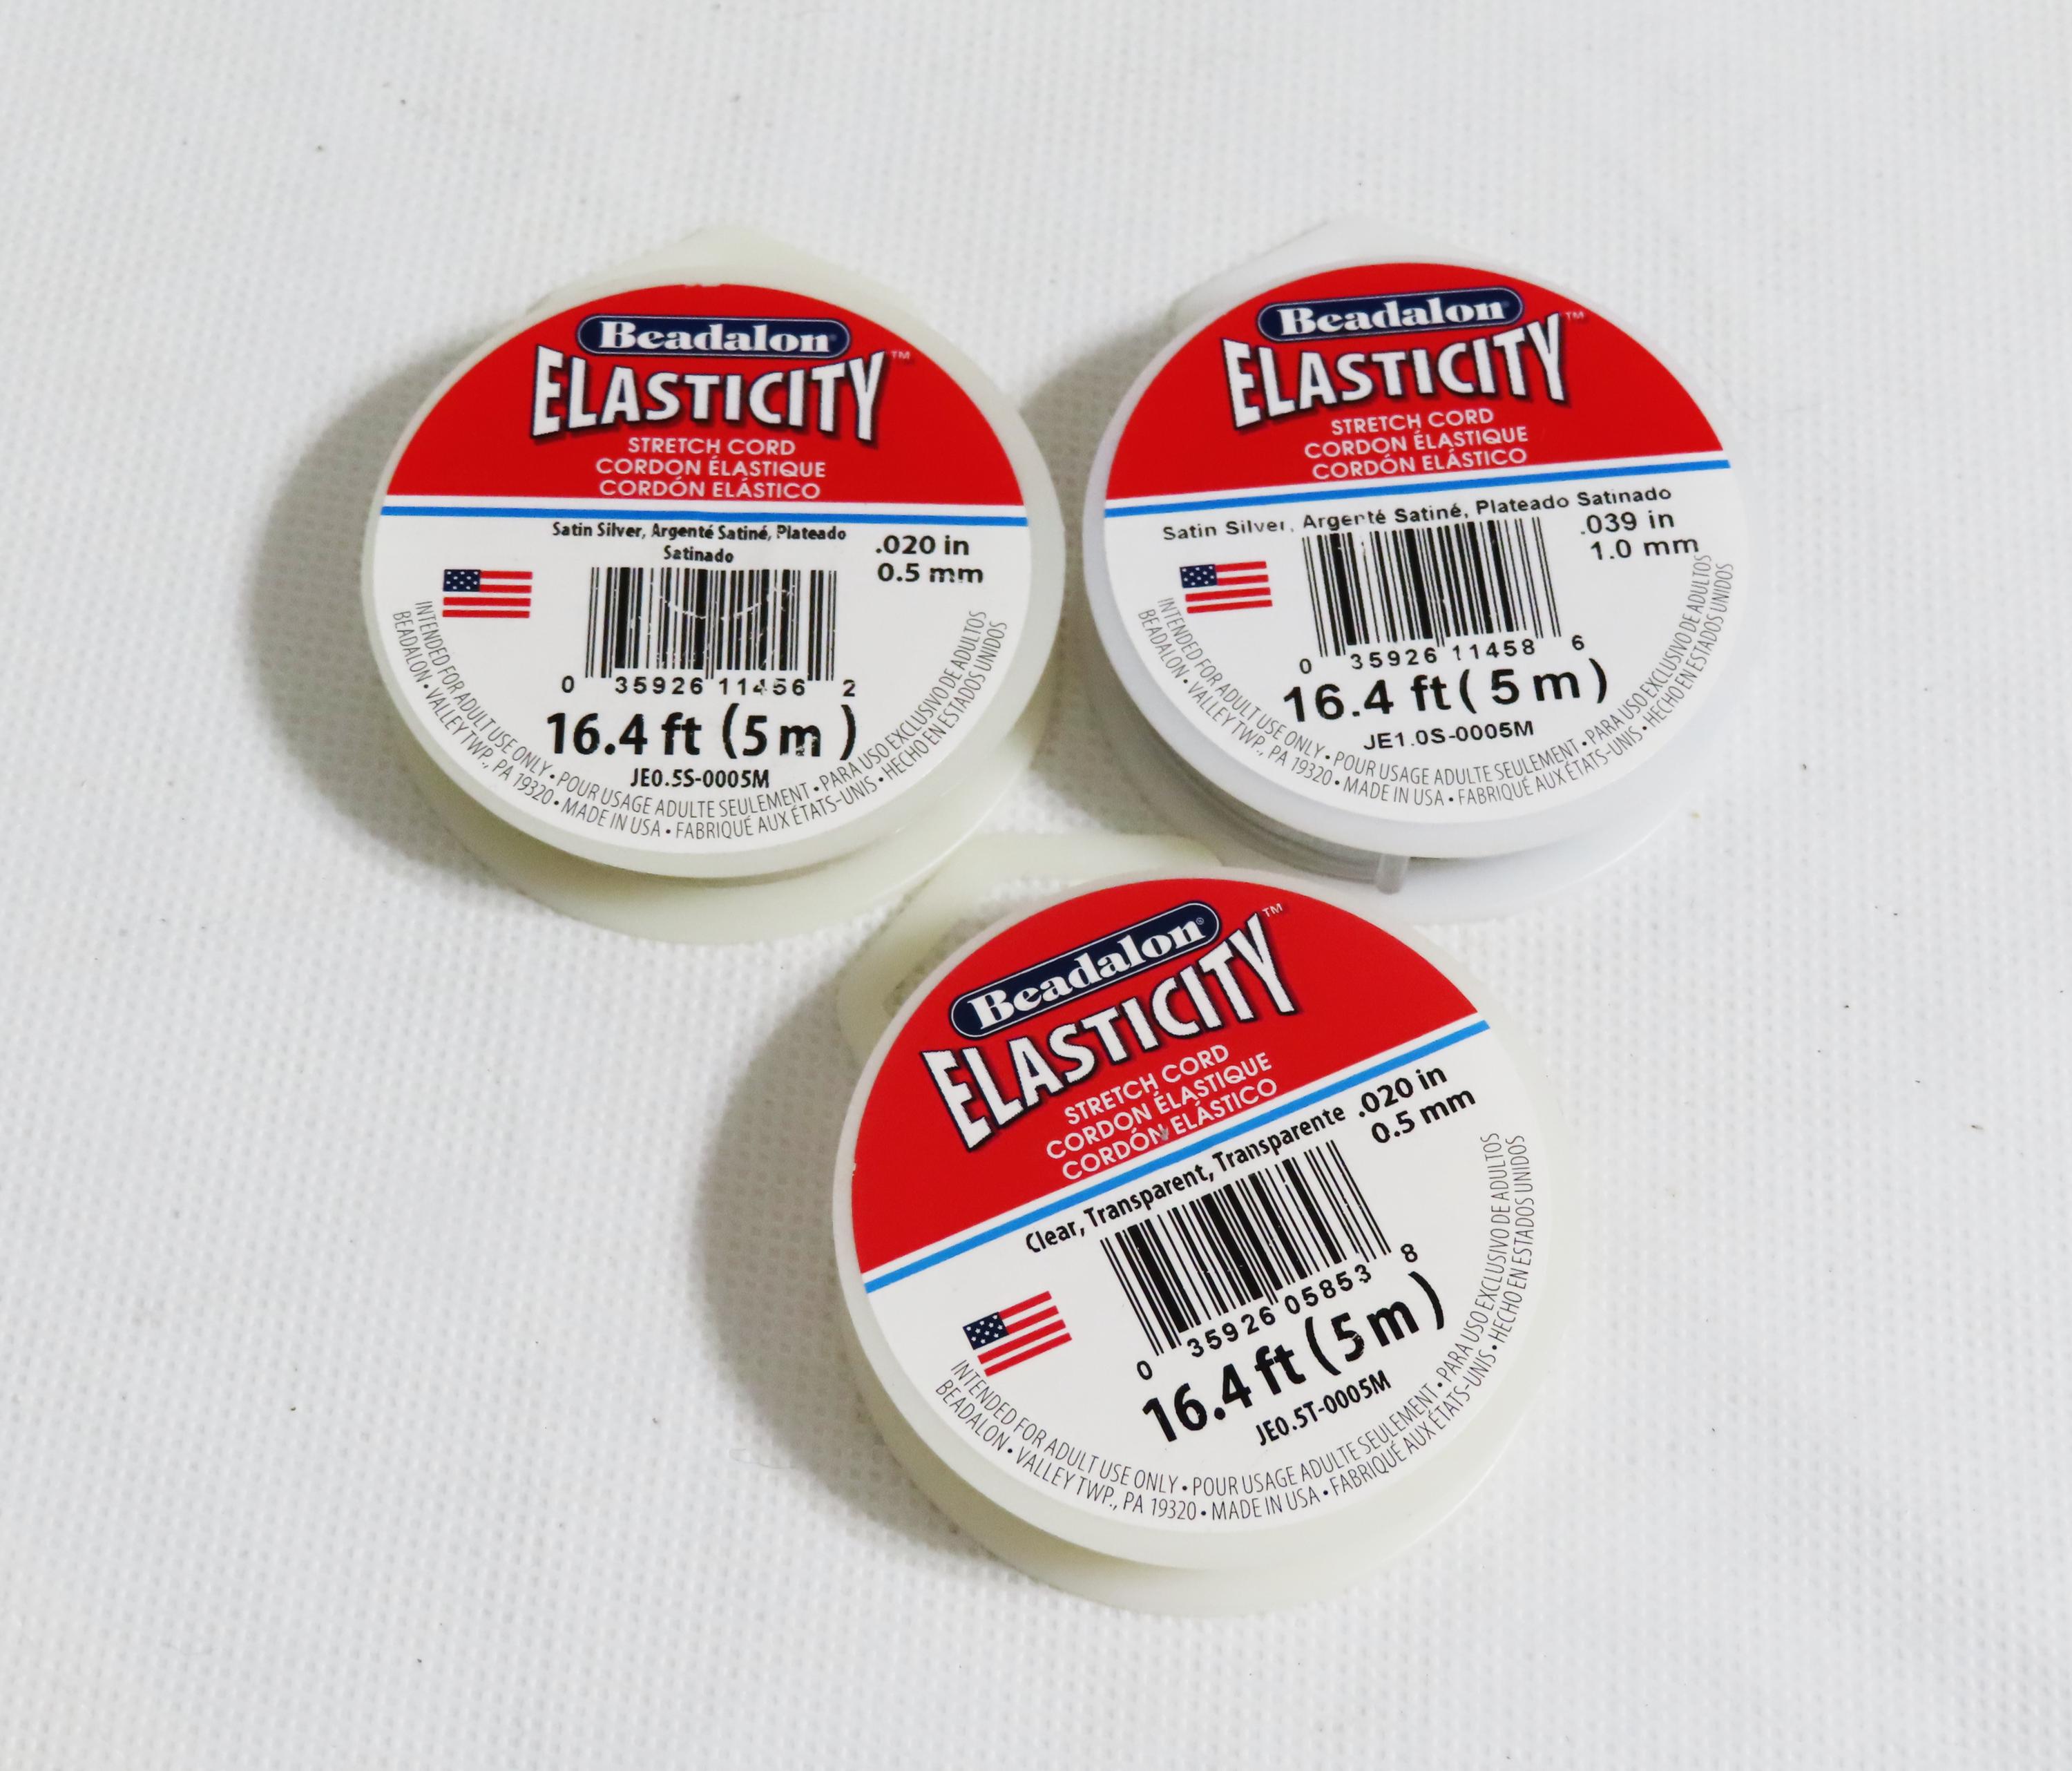 Beadalon®
ELASTICITY™
STRETCH CORD
CORDON ÉLASTIQUE
CORDÓN ELÁSTICO
Satin Silver, Argenté Satiné, Plateado
Satinado
.020 in
0.5 mm
0 35926 11456 2
16.4 ft (5 m )
JE0.5S-0005M
INTENDED FOR ADULT USE ONLY • POUR USAGE ADULTE SEULEMENT • PARA USO EXCLUSIVO DE ADULTOS
BEADALON • VALLEY TWP., PA 19320 • MADE IN USA • FABRIQUÉ AUX ÉTATS-UNIS • HECHO EN ESTADOS UNIDOS
Beadalon®
ELASTICITY™
STRETCH CORD
CORDON ÉLASTIQUE
CORDÓN ELÁSTICO
Satin Silver, Argenté Satiné, Plateado Satinado
.039 in
1.0 mm
0 35926 11458 6
16.4 ft ( 5 m )
JE1.0S-0005M
INTENDED FOR ADULT USE ONLY • POUR USAGE ADULTE SEULEMENT • PARA USO EXCLUSIVO DE ADULTOS
BEADALON • VALLEY TWP., PA 19320 • MADE IN USA • FABRIQUÉ AUX ÉTATS-UNIS • HECHO EN ESTADOS UNIDOS
Beadalon®
ELASTICITY™
STRETCH CORD
CORDON ÉLASTIQUE
CORDÓN ELÁSTICO
Clear, Transparent, Transparente
.020 in
0.5 mm
0 35926 05853 8
16.4 ft (5 m )
JE0.5T-0005M
INTENDED FOR ADULT USE ONLY • POUR USAGE ADULTE SEULEMENT • PARA USO EXCLUSIVO DE ADULTOS
BEADALON • VALLEY TWP., PA 19320 • MADE IN USA • FABRIQUÉ AUX ÉTATS-UNIS • HECHO EN ESTADOS UNIDOS